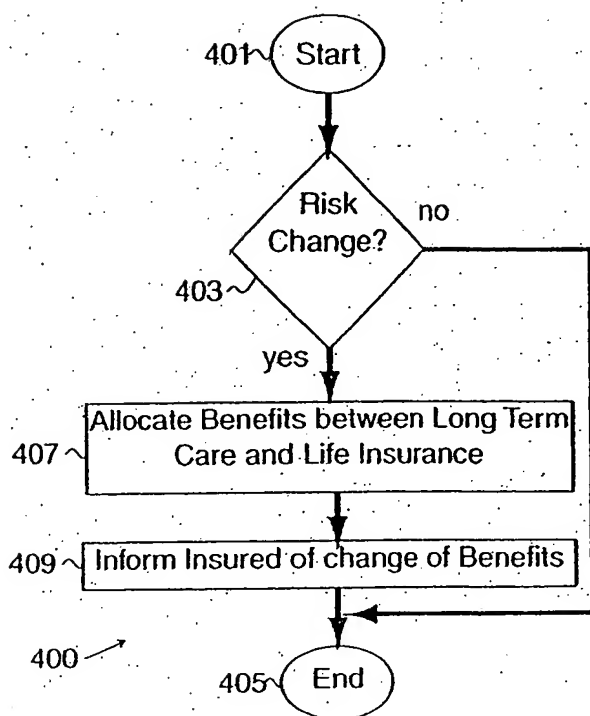 401 Start
Risk
Change?
no
403
yes
Allocate Benefits between Long Term
Care and Life Insurance
407
409 Inform Insured of change of Benefits
400
405 End